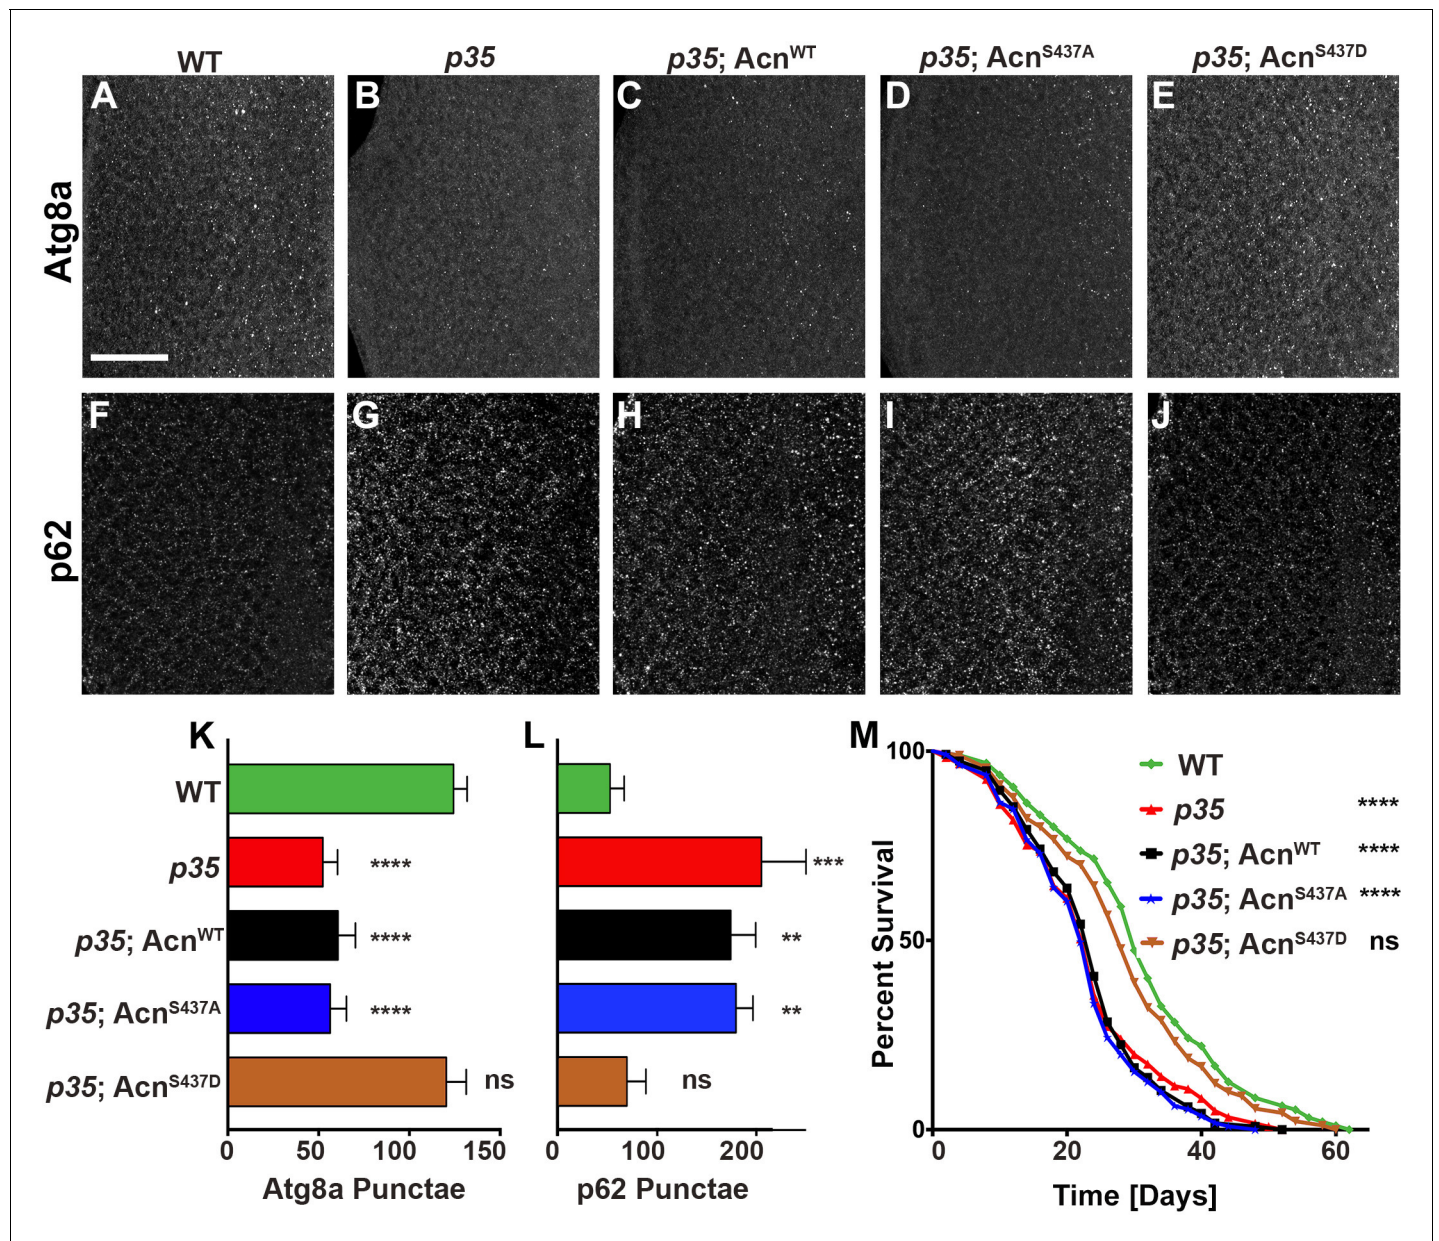 WT p35 p35; AcnWT p35; AcnS437A p35; AcnS437D
Atg8a
A B C D E
p62
F G H I J
K L M
WT
p35 **** ***
p35; AcnWT **** **
p35; AcnS437A **** **
p35; AcnS437D ns ns
0 50 100 150
Atg8a Punctae
0 100 200
p62 Punctae
100
50
0
Percent Survival
WT
p35 ****
p35; AcnWT ****
p35; AcnS437A ****
p35; AcnS437D ns
0 20 40 60
Time [Days]